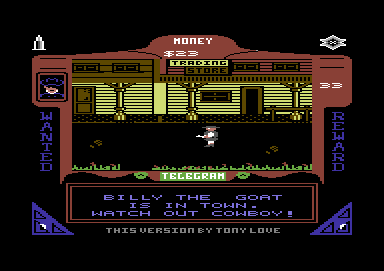 MONEY
$23
TRADING
STORE
33
WANTED
REWARD
TELEGRAM
BILLY THE GOAT
IS IN TOWN.
WATCH OUT COWBOY!
THIS VERSION BY TONY LOVE